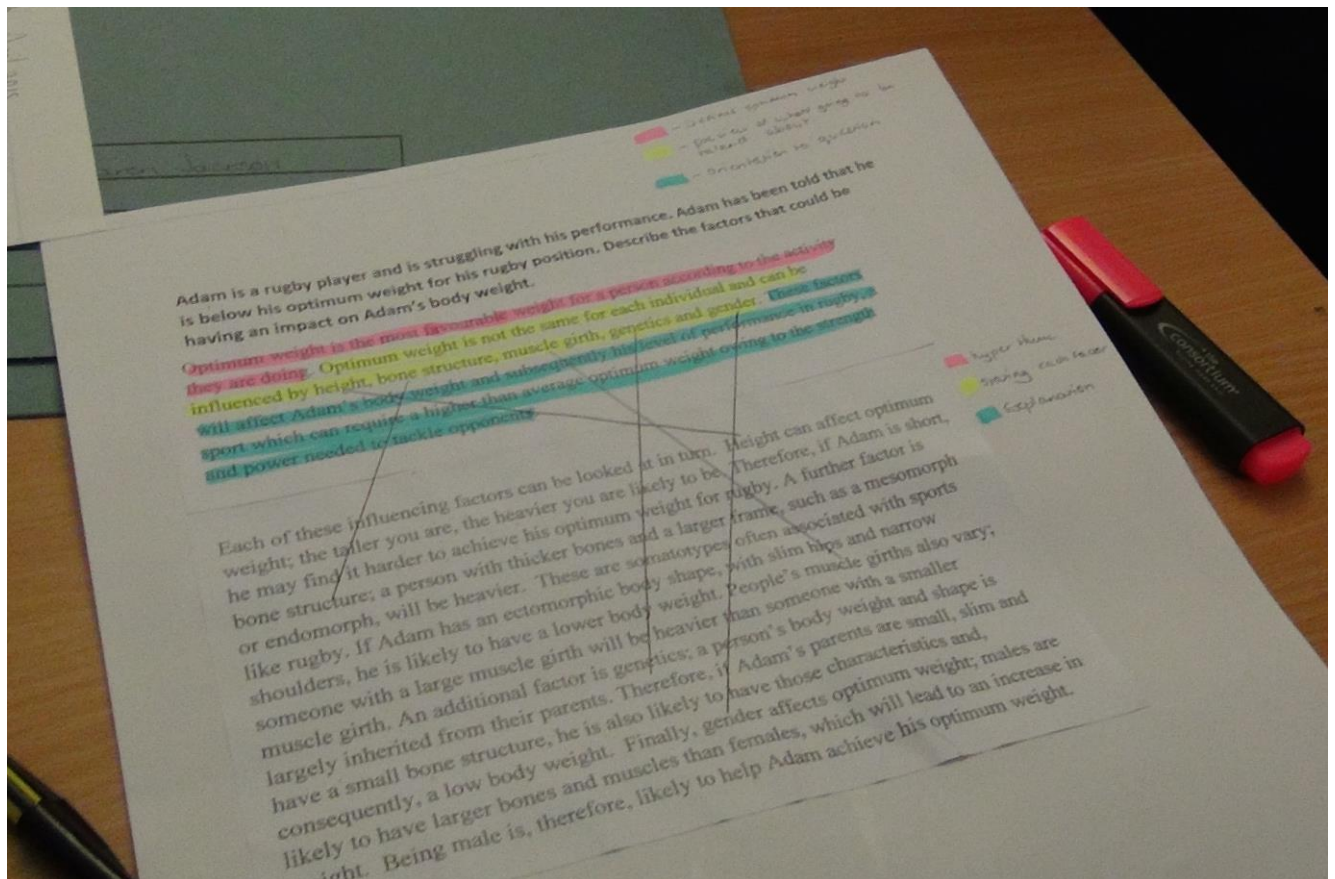 - preview of where going to be
- orientation to question
Adam is a rugby player and is struggling with his performance. Adam has been told that he
is below his optimum weight for his rugby position. Describe the factors that could be
having an impact on Adam's body weight.
Optimum weight is the most favourable weight for a person according to the activity
they are doing. Optimum weight is not the same for each individual and can be
influenced by height, bone structure, muscle girth, genetics and gender. These factors
will affect Adam's body weight and subsequently his level of performance in rugby, a
sport which can require a higher than average optimum weight owing to the strength
and power needed to tackle opponents
the
consortium
hyper theme
Explanation
Each of these influencing factors can be looked at in turn. Height can affect optimum
weight; the taller you are, the heavier you are likely to be. Therefore, if Adam is short,
he may find it harder to achieve his optimum weight for rugby. A further factor is
bone structure; a person with thicker bones and a larger frame, such as a mesomorph
or endomorph, will be heavier. These are somatotypes often associated with sports
like rugby. If Adam has an ectomorphic body shape, with slim hips and narrow
shoulders, he is likely to have a lower body weight. People's muscle girths also vary;
someone with a large muscle girth will be heavier than someone with a smaller
muscle girth. An additional factor is genetics; a person's body weight and shape is
largely inherited from their parents. Therefore, if Adam's parents are small, slim and
have a small bone structure, he is also likely to have those characteristics and,
consequently, a low body weight. Finally, gender affects optimum weight; males are
likely to have larger bones and muscles than females, which will lead to an increase in
Being male is, therefore, likely to help Adam achieve his optimum weight.